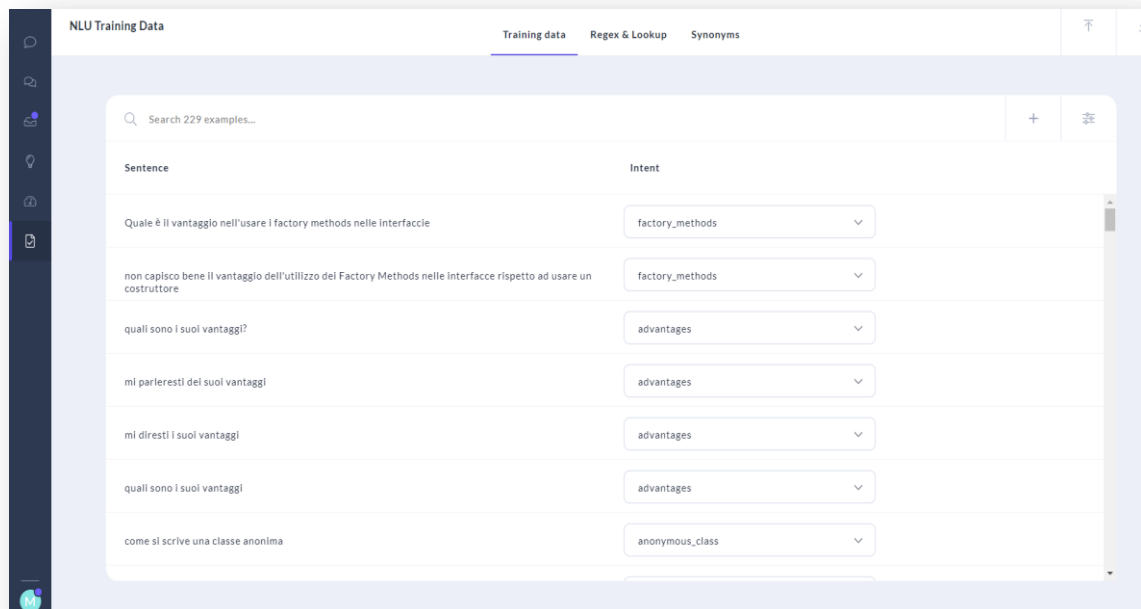 NLU Training Data
Training data
Regex & Lookup
Synonyms
Search 229 examples...
Sentence
Intent
Quale è il vantaggio nell'usare i factory methods nelle interfaccie
factory_methods
non capisco bene il vantaggio dell'utilizzo dei Factory Methods nelle interfacce rispetto ad usare un
costruttore
factory_methods
quali sono i suoi vantaggi?
advantages
mi parleresti dei suoi vantaggi
advantages
mi diresti i suoi vantaggi
advantages
quali sono i suoi vantaggi
advantages
come si scrive una classe anonima
anonymous_class
M